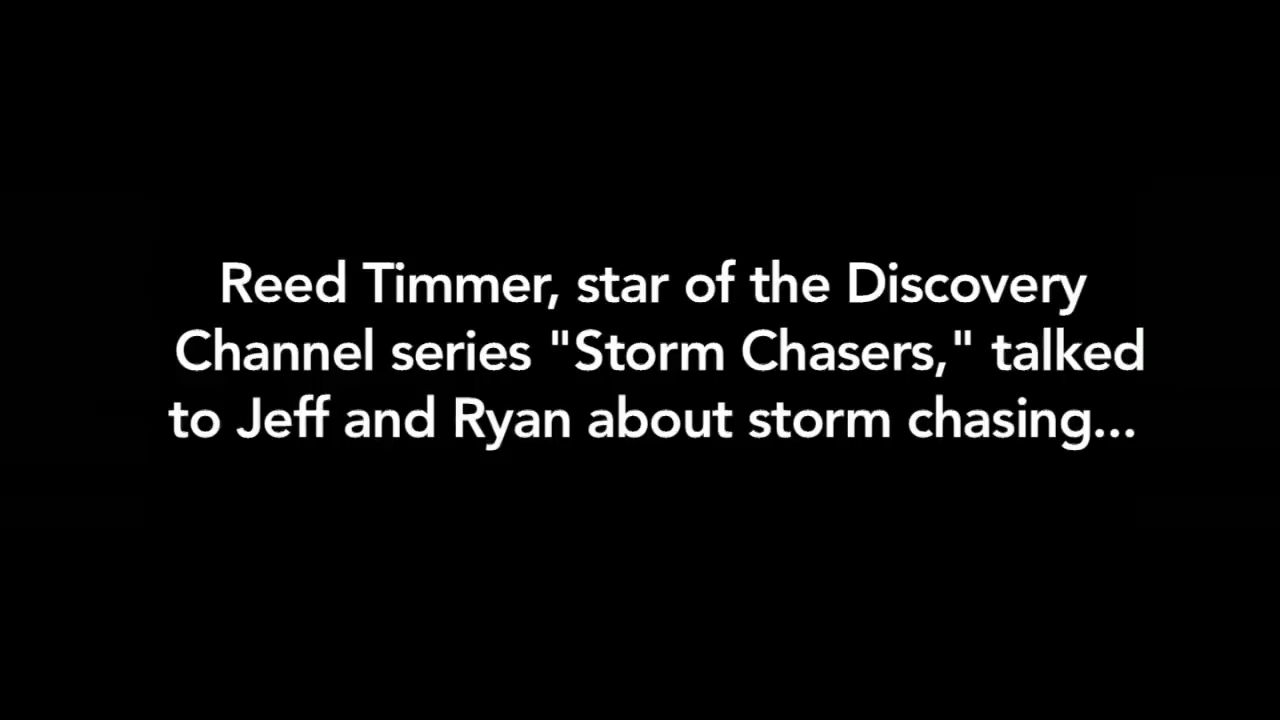 Reed Timmer, star of the Discovery
Channel series "Storm Chasers," talked
to Jeff and Ryan about storm chasing...